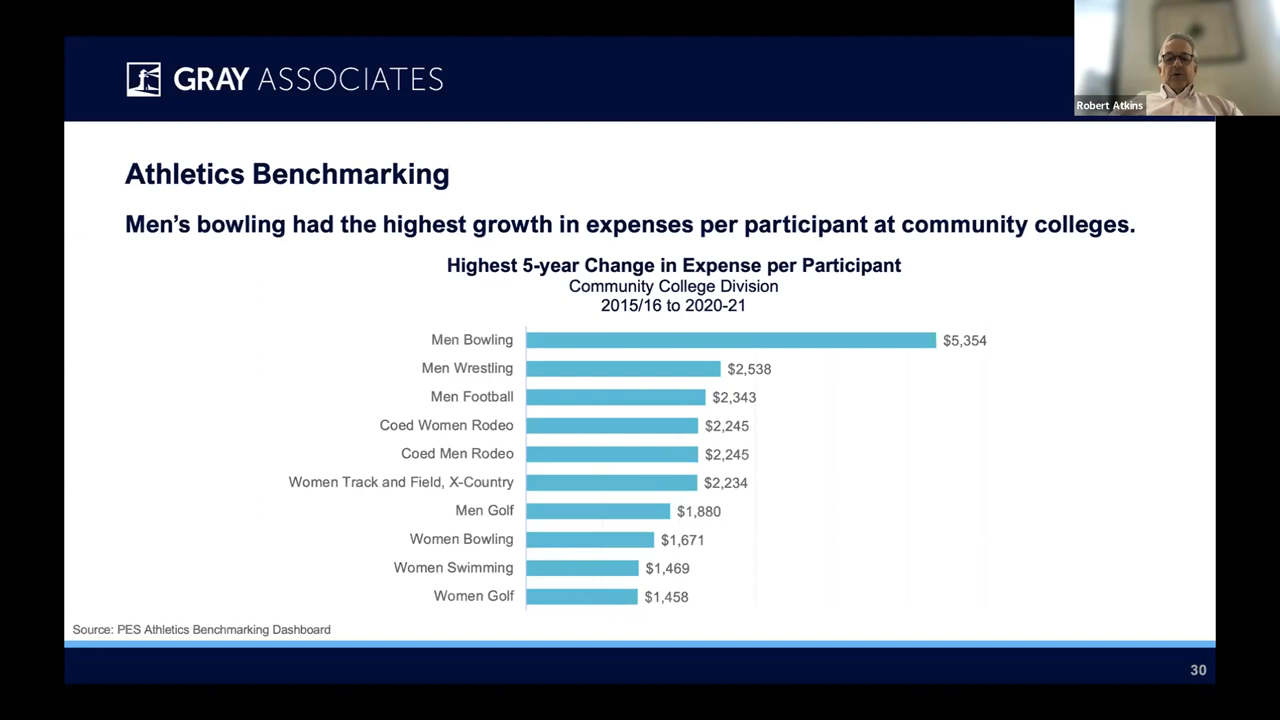 GRAY ASSOCIATES
Robert Atkins
Athletics Benchmarking
Men's bowling had the highest growth in expenses per participant at community colleges.
Highest 5-year Change in Expense per Participant
Community College Division
2015/16 to 2020-21
Men Bowling $5,354
Men Wrestling $2,538
Men Football $2,343
Coed Women Rodeo $2,245
Coed Men Rodeo $2,245
Women Track and Field, X-Country $2,234
Men Golf $1,880
Women Bowling $1,671
Women Swimming $1,469
Women Golf $1,458
Source: PES Athletics Benchmarking Dashboard
30